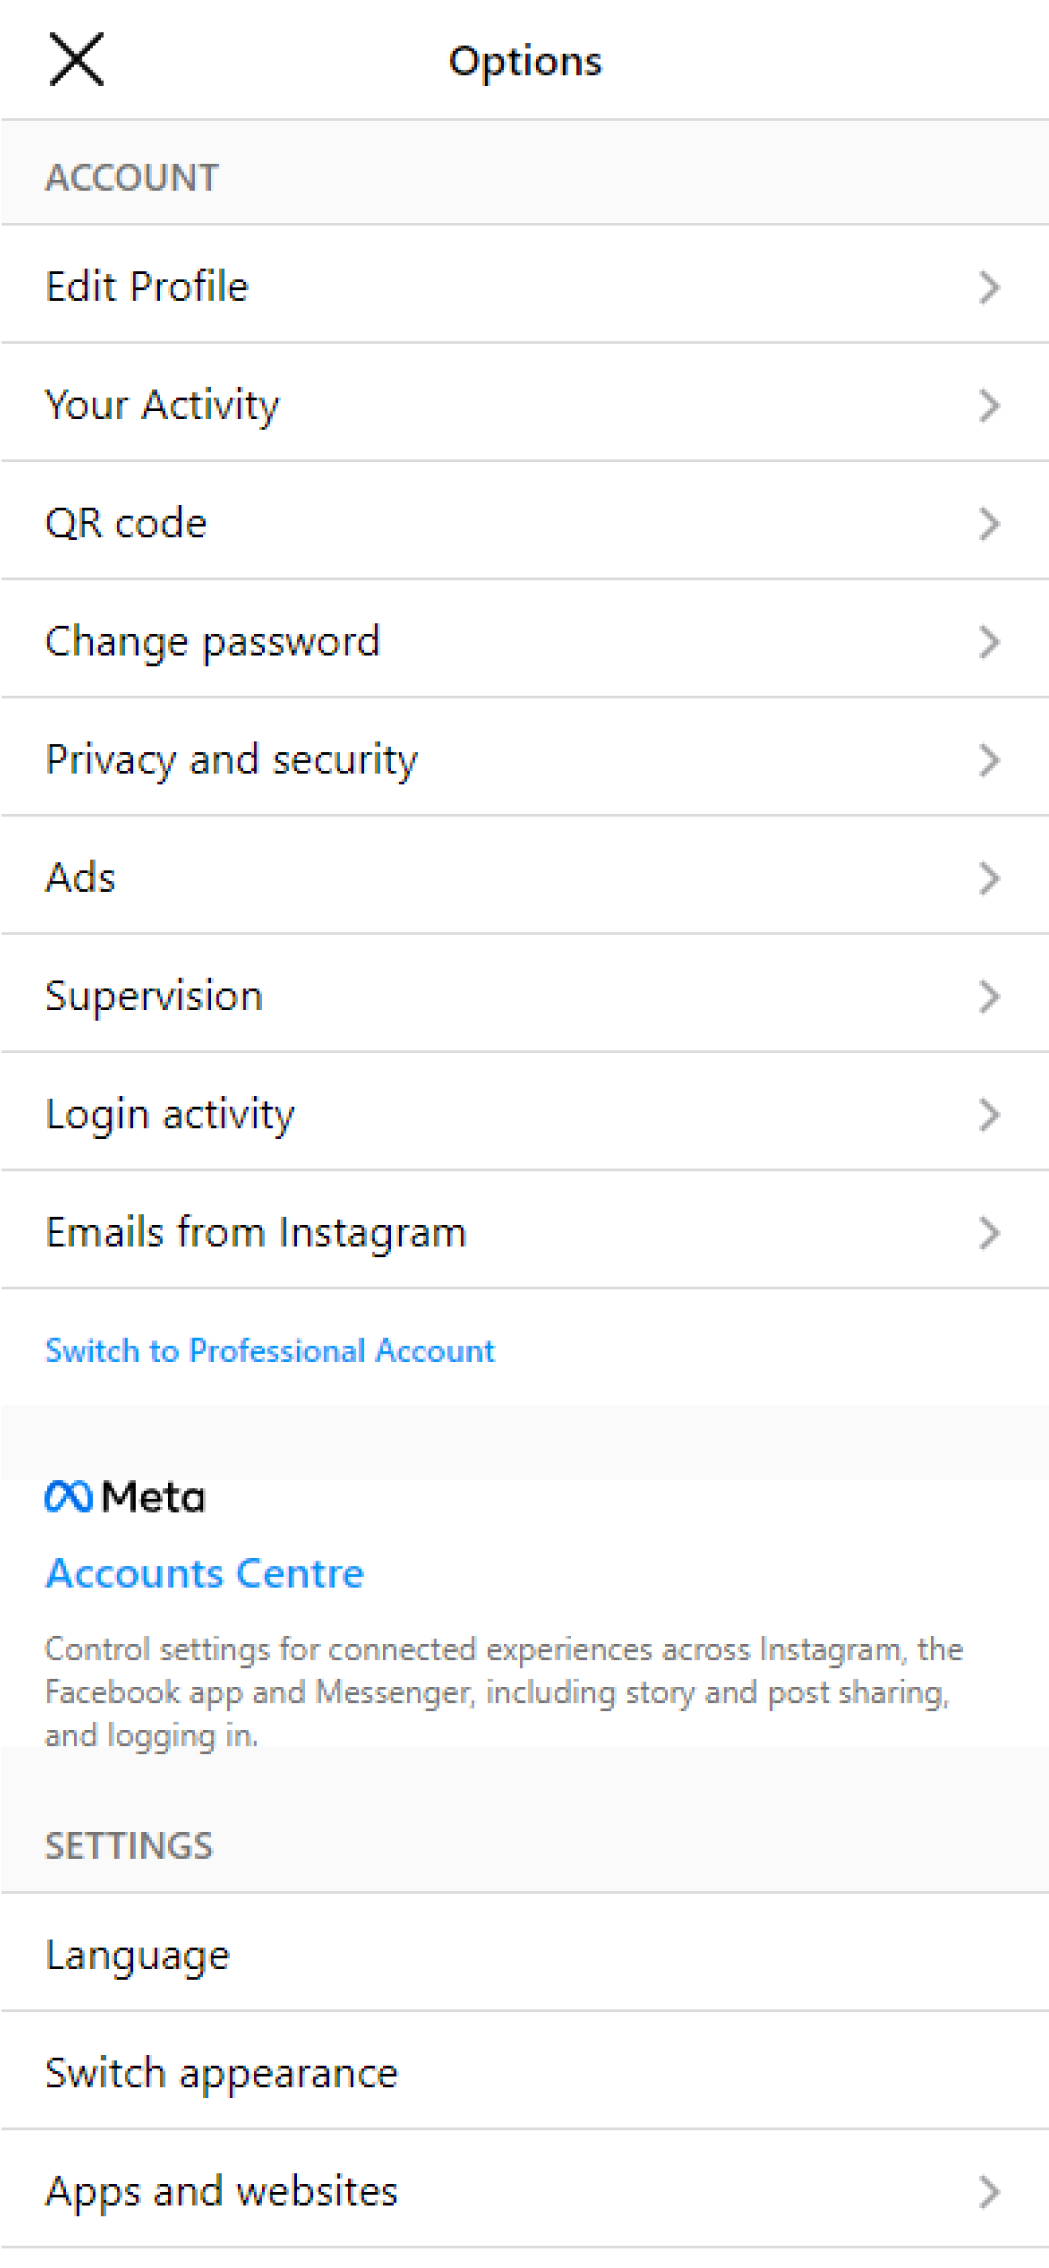 Options
ACCOUNT
Edit Profile
Your Activity
QR code
Change password
Privacy and security
Ads
Supervision
Login activity
Emails from Instagram
Switch to Professional Account
Meta
Accounts Centre
Control settings for connected experiences across Instagram, the
Facebook app and Messenger, including story and post sharing,
and logging in.
SETTINGS
Language
Switch appearance
Apps and websites